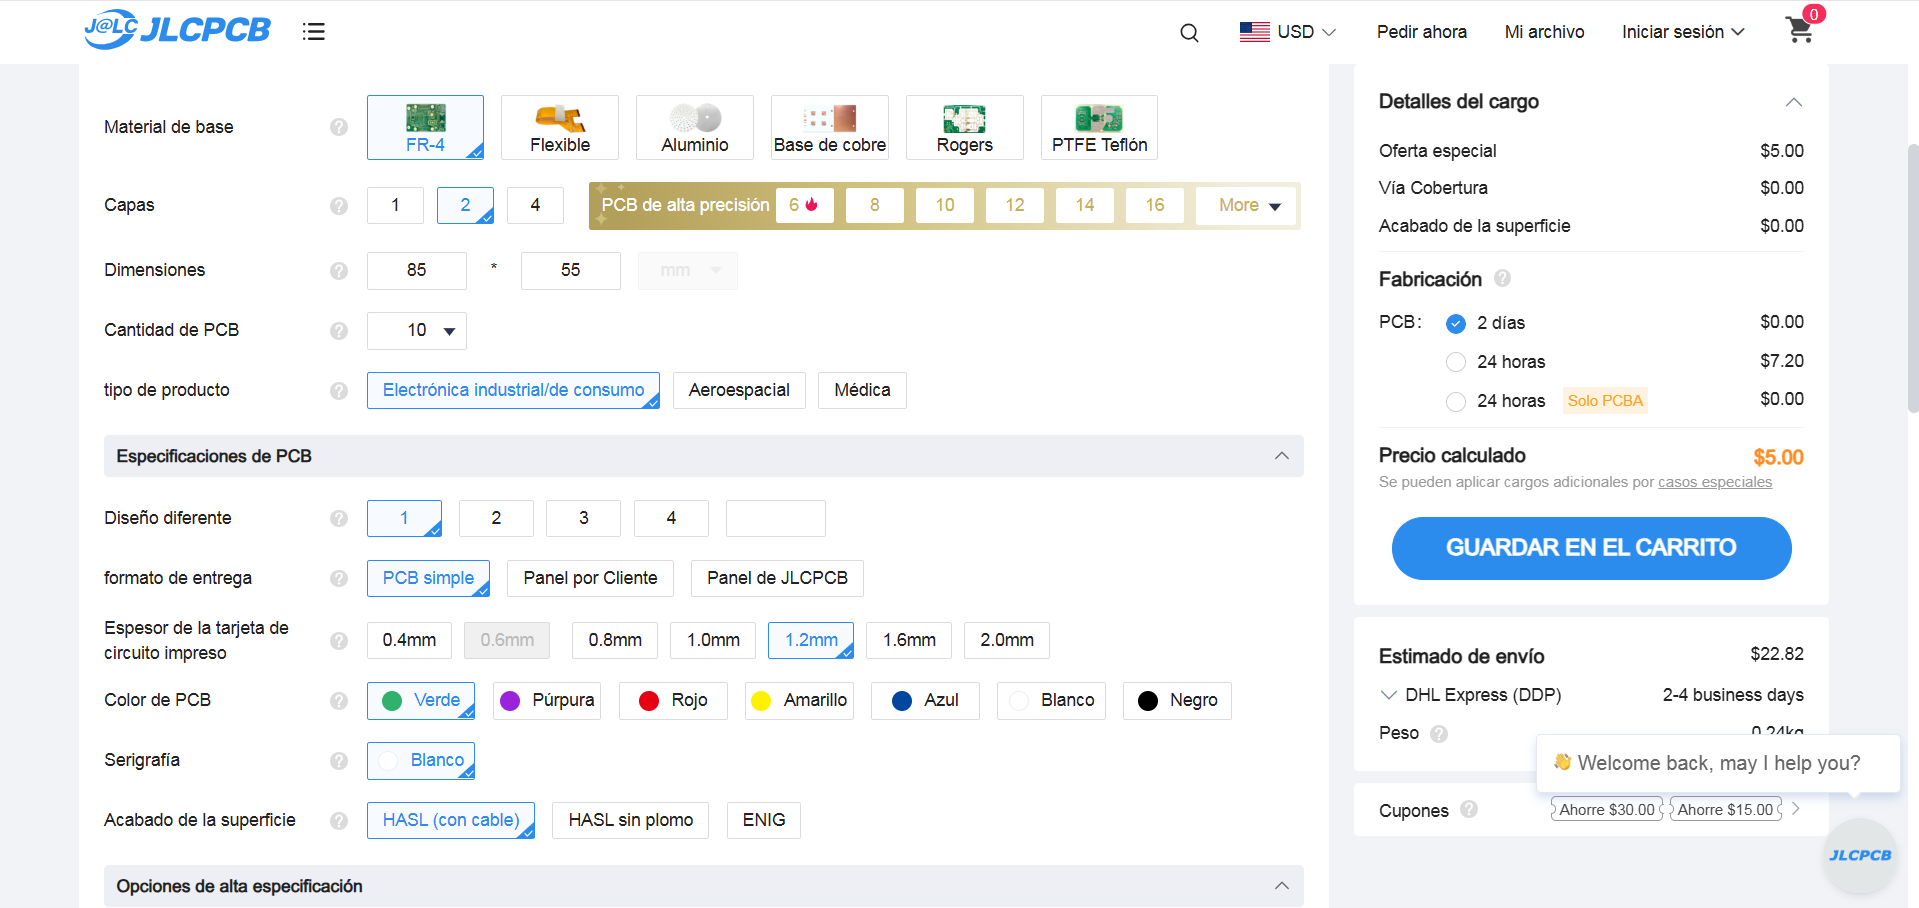 J@LC JLCPCB
USD
Pedir ahora
Mi archivo
Iniciar sesión
0
Material de base
?
FR-4
Flexible
Aluminio
Base de cobre
Rogers
PTFE Teflón
Capas
?
1
2
4
PCB de alta precisión
6
8
10
12
14
16
More
Dimensiones
?
85
*
55
mm
Cantidad de PCB
?
10
tipo de producto
?
Electrónica industrial/de consumo
Aeroespacial
Médica
Especificaciones de PCB
Diseño diferente
?
1
2
3
4
formato de entrega
?
PCB simple
Panel por Cliente
Panel de JLCPCB
Espesor de la tarjeta de
circuito impreso
?
0.4mm
0.6mm
0.8mm
1.0mm
1.2mm
1.6mm
2.0mm
Color de PCB
?
Verde
Púrpura
Rojo
Amarillo
Azul
Blanco
Negro
Serigrafía
?
Blanco
Acabado de la superficie
?
HASL (con cable)
HASL sin plomo
ENIG
Opciones de alta especificación
Detalles del cargo
Oferta especial
$5.00
Vía Cobertura
$0.00
Acabado de la superficie
$0.00
Fabricación
?
PCB:
2 días
$0.00
24 horas
$7.20
24 horas
Solo PCBA
$0.00
Precio calculado
$5.00
Se pueden aplicar cargos adicionales por casos especiales
GUARDAR EN EL CARRITO
Estimado de envío
$22.82
DHL Express (DDP)
2-4 business days
Peso
?
0.24kg
👋 Welcome back, may I help you?
Cupones
?
Ahorre $30.00
Ahorre $15.00
JLCPCB